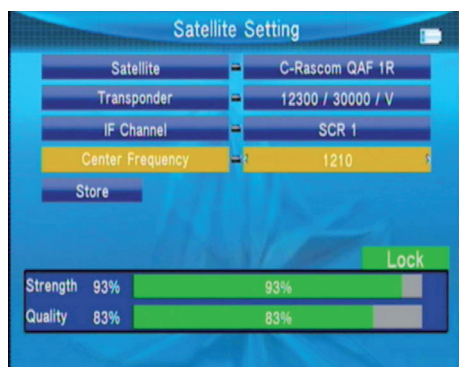 Satellite Setting
Satellite C-Rascom QAF 1R
Transponder 12300 / 30000 / V
IF Channel SCR 1
Center Frequency 1210
Store
Lock
Strength 93% 93%
Quality 83% 83%